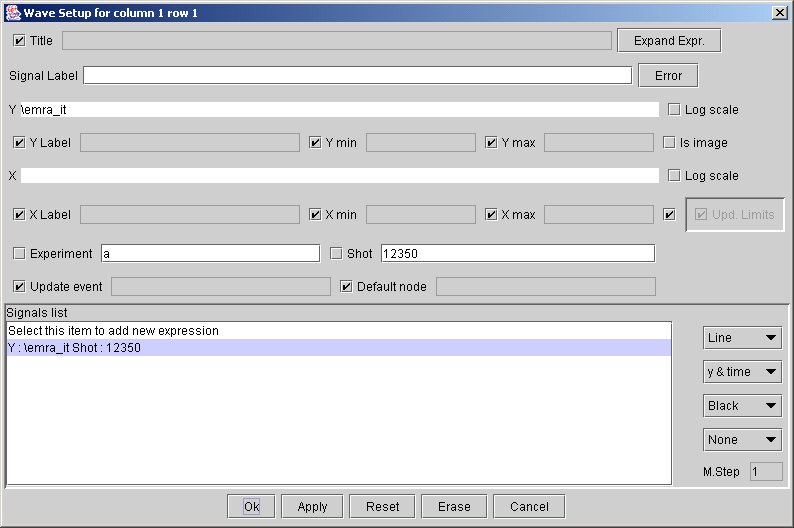 Wave Setup for column 1 row 1
Title Expand Expr.
Signal Label Error
Y \emra_it Log scale
Y Label Y min Y max Is image
X Log scale
X Label X min X max Upd. Limits
Experiment a Shot 12350
Update event Default node
Signals list
Select this item to add new expression
Y : \emra_it Shot : 12350
Line
y & time
Black
None
M.Step 1
Ok Apply Reset Erase Cancel